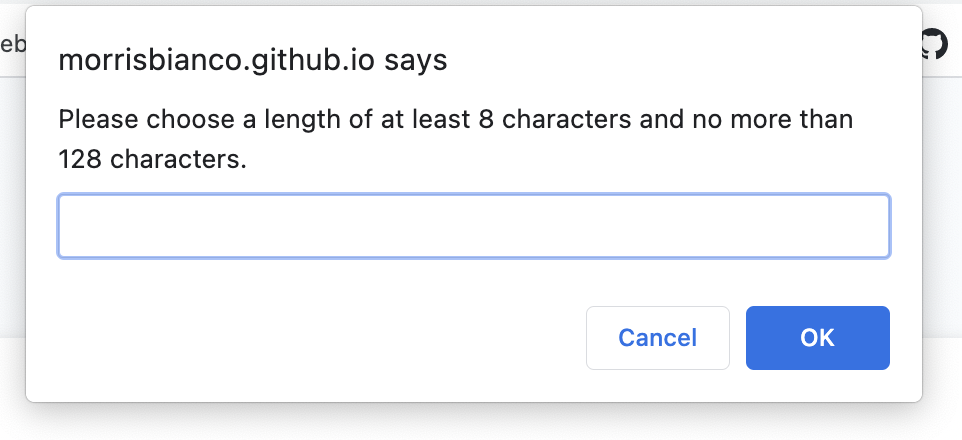 eb
morrisbianco.github.io says
Please choose a length of at least 8 characters and no more than
128 characters.
Cancel
OK